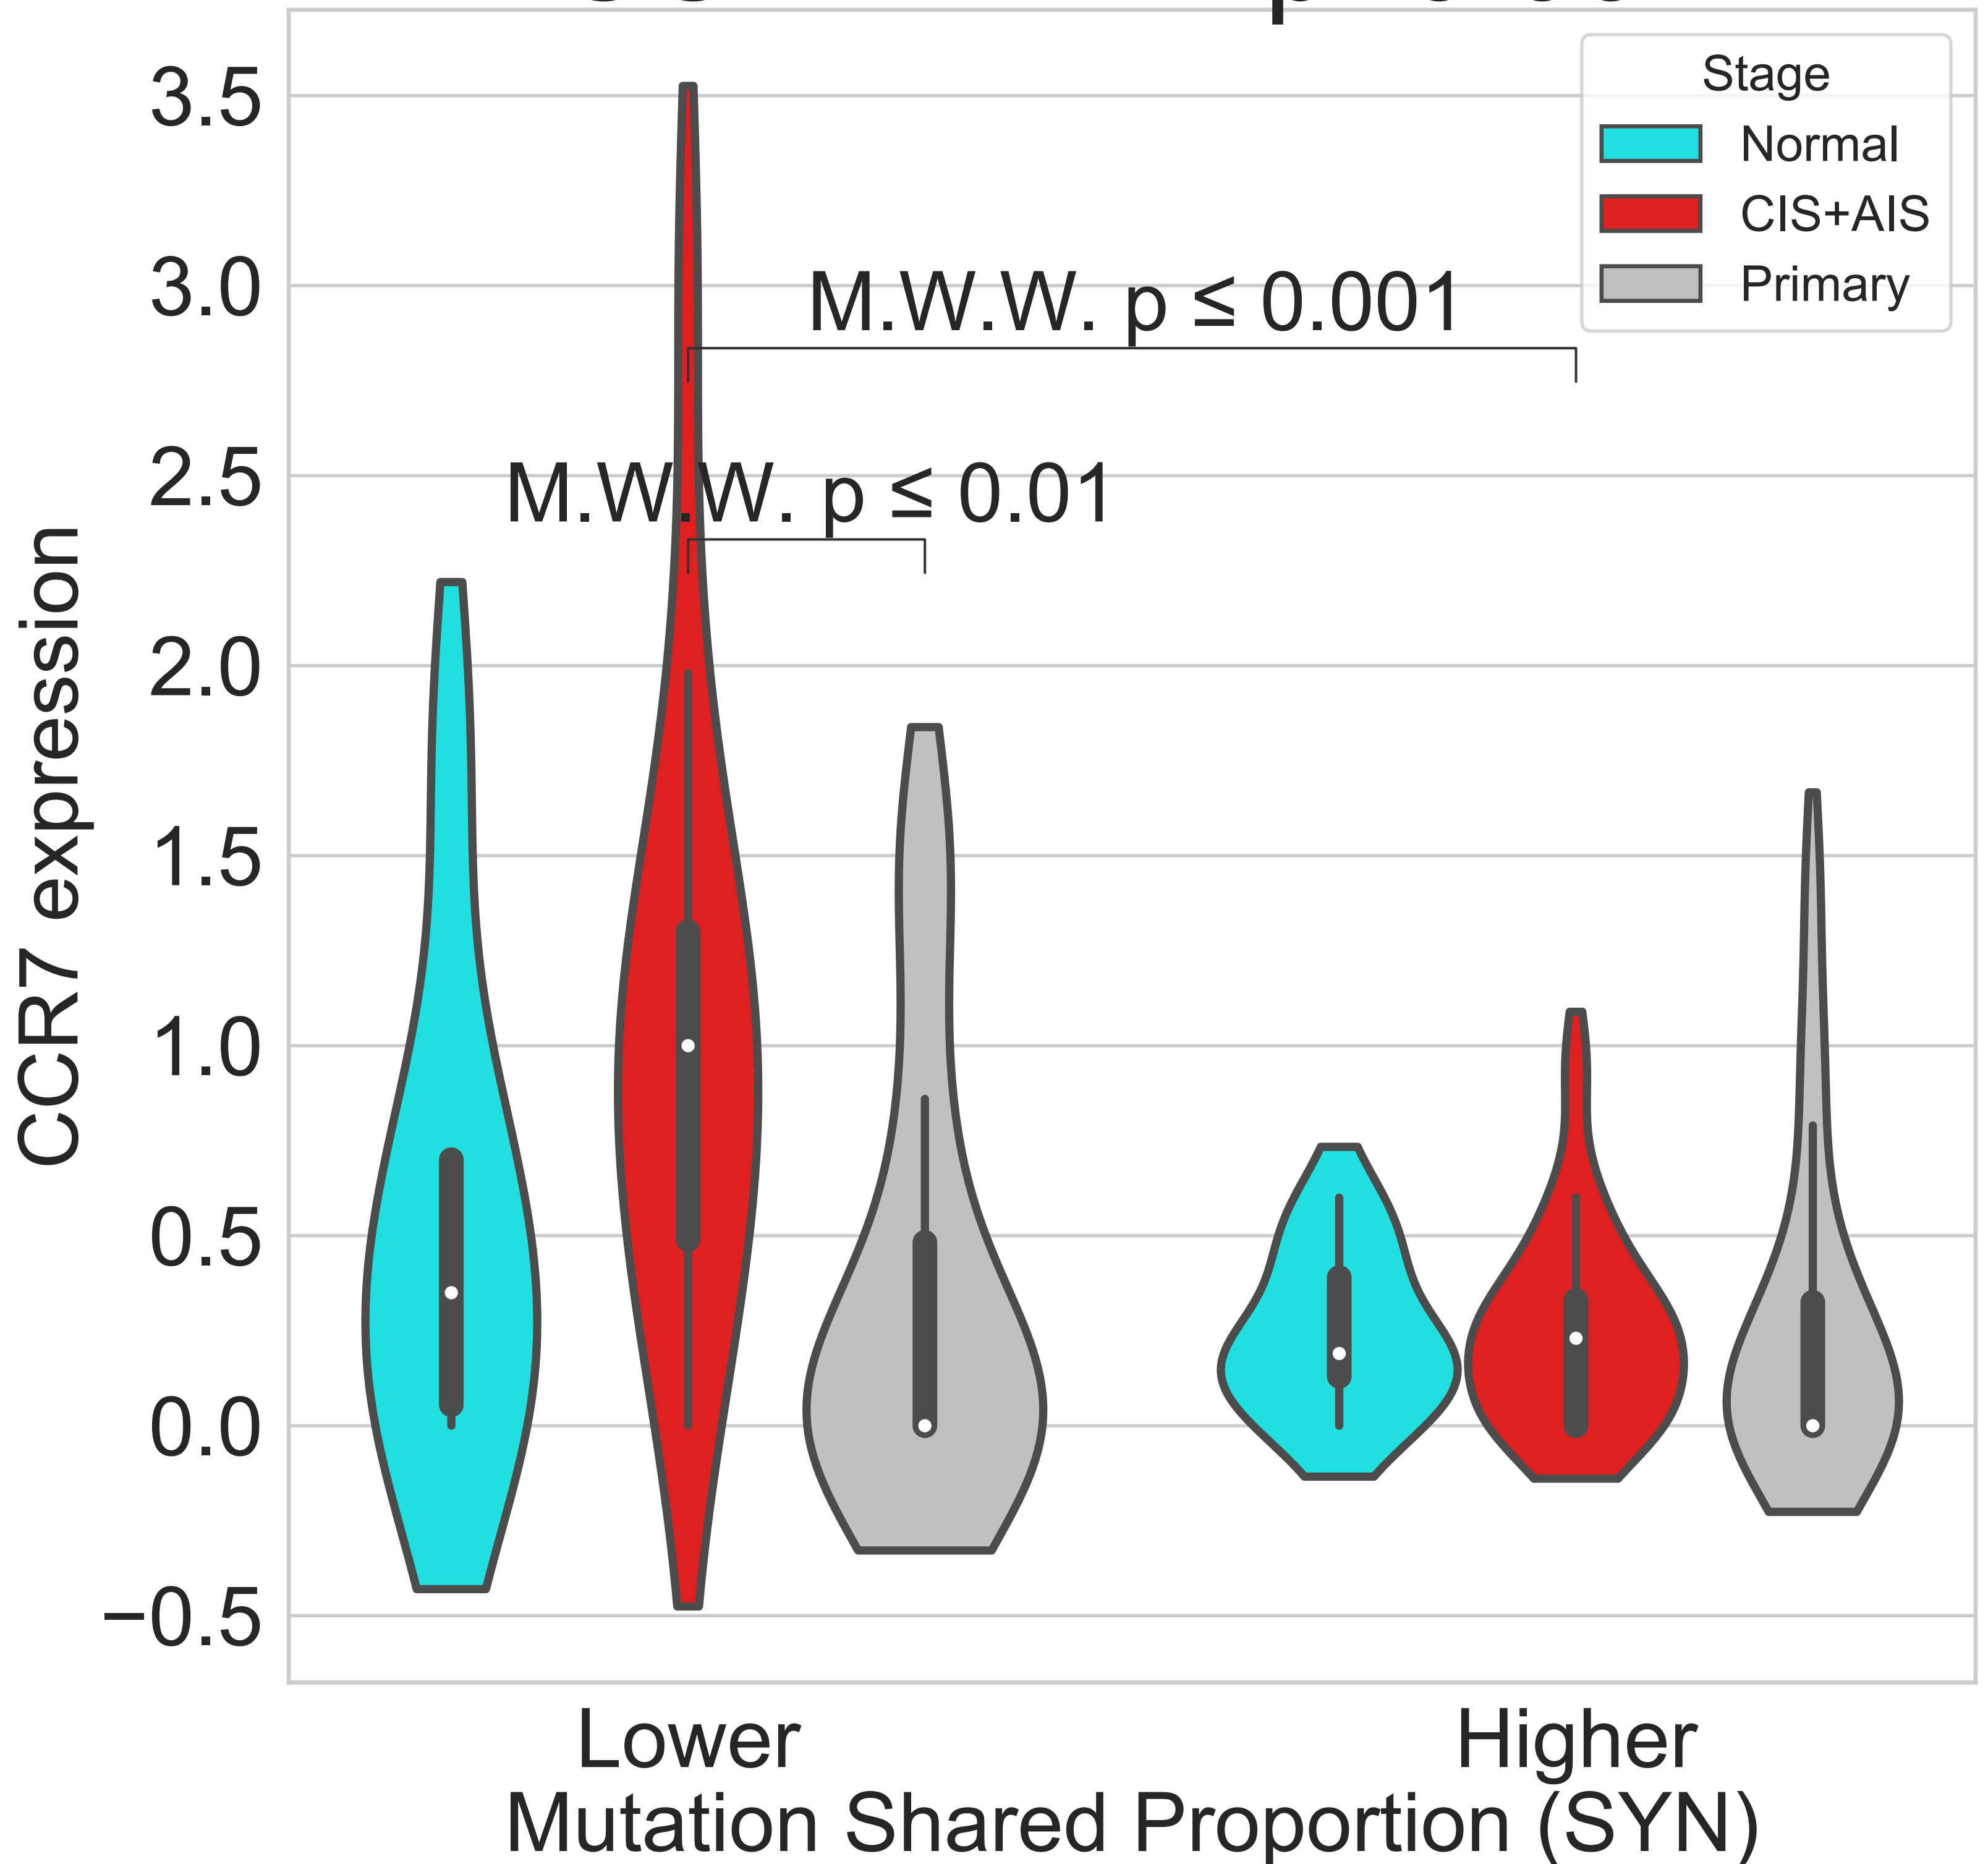 Stage
Normal
CIS+AIS
Primary
3.5
3.0
2.5
2.0
1.5
1.0
0.5
0.0
−0.5
CCR7 expression
M.W.W. p ≤ 0.001
M.W.W. p ≤ 0.01
Lower
Higher
Mutation Shared Proportion (SYN)